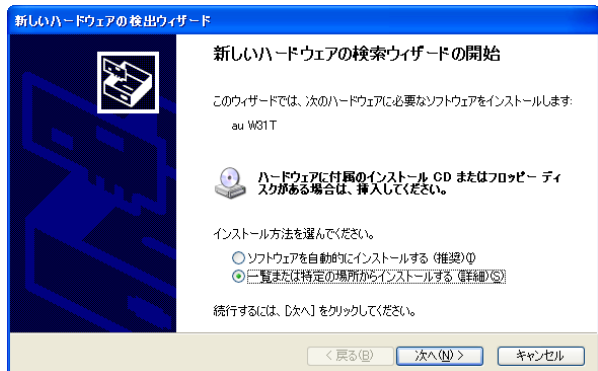 新しいハードウェアの検出ウィザード
新しいハードウェアの検索ウィザードの開始
このウィザードでは、次のハードウェアに必要なソフトウェアをインストールします:
au W31T
ハードウェアに付属のインストール CD またはフロッピー ディ
スクがある場合は、挿入してください。
インストール方法を選んでください。
ソフトウェアを自動的にインストールする (推奨)(I)
一覧または特定の場所からインストールする (詳細)(S)
続行するには、[次へ] をクリックしてください。
< 戻る(B) 次へ(N) > キャンセル